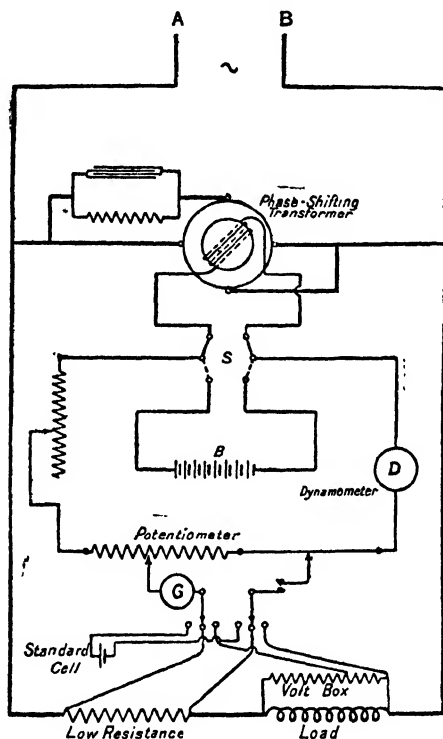 A B
~
Phase-Shifting
Transformer
S
B
D
Dynamometer
Potentiometer
G
Standard
Cell
Volt Box
Low Resistance
Load